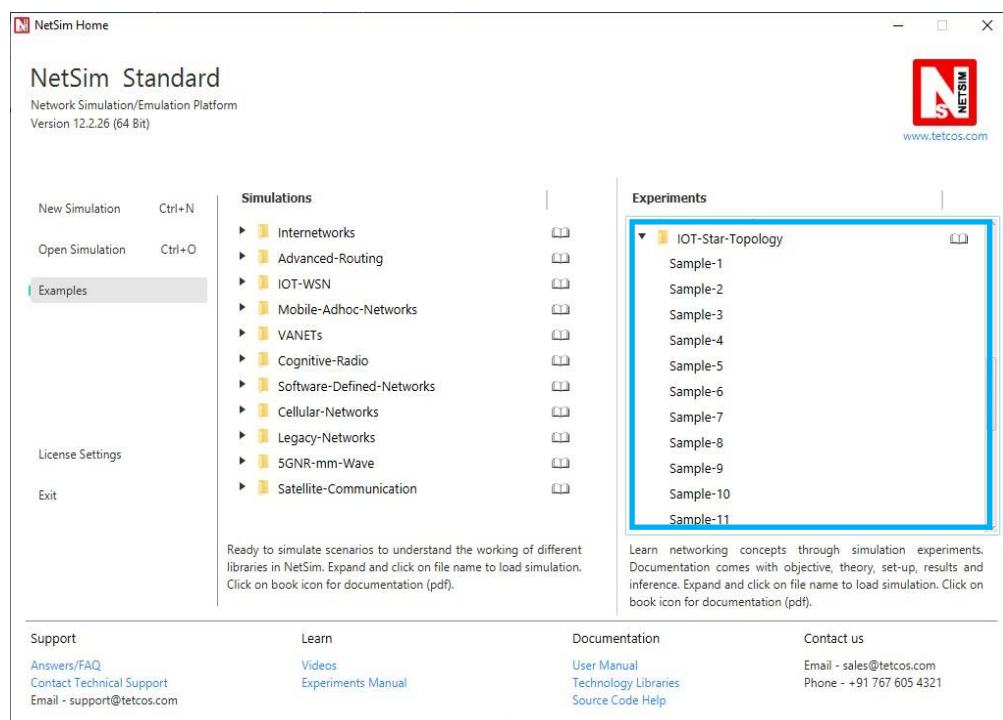 NetSim Home
NetSim Standard
Network Simulation/Emulation Platform
Version 12.2.26 (64 Bit)
NS
NETSIM
www.tetcos.com
New Simulation Ctrl+N
Open Simulation Ctrl+O
Examples
License Settings
Exit
Simulations
Internetworks
Advanced-Routing
IOT-WSN
Mobile-Adhoc-Networks
VANETs
Cognitive-Radio
Software-Defined-Networks
Cellular-Networks
Legacy-Networks
5GNR-mm-Wave
Satellite-Communication
Ready to simulate scenarios to understand the working of different
libraries in NetSim. Expand and click on file name to load simulation.
Click on book icon for documentation (pdf).
Experiments
IOT-Star-Topology
Sample-1
Sample-2
Sample-3
Sample-4
Sample-5
Sample-6
Sample-7
Sample-8
Sample-9
Sample-10
Sample-11
Learn networking concepts through simulation experiments.
Documentation comes with objective, theory, set-up, results and
inference. Expand and click on file name to load simulation. Click on
book icon for documentation (pdf).
Support
Answers/FAQ
Contact Technical Support
Email - support@tetcos.com
Learn
Videos
Experiments Manual
Documentation
User Manual
Technology Libraries
Source Code Help
Contact us
Email - sales@tetcos.com
Phone - +91 767 605 4321